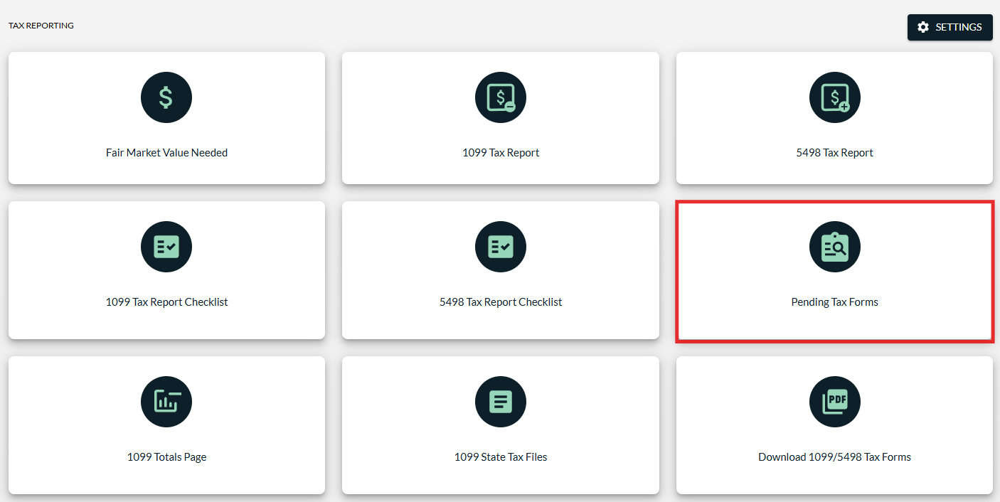 TAX REPORTING
SETTINGS
$
$
$
Fair Market Value Needed
1099 Tax Report
5498 Tax Report
1099 Tax Report Checklist
5498 Tax Report Checklist
Pending Tax Forms
PDF
1099 Totals Page
1099 State Tax Files
Download 1099/5498 Tax Forms